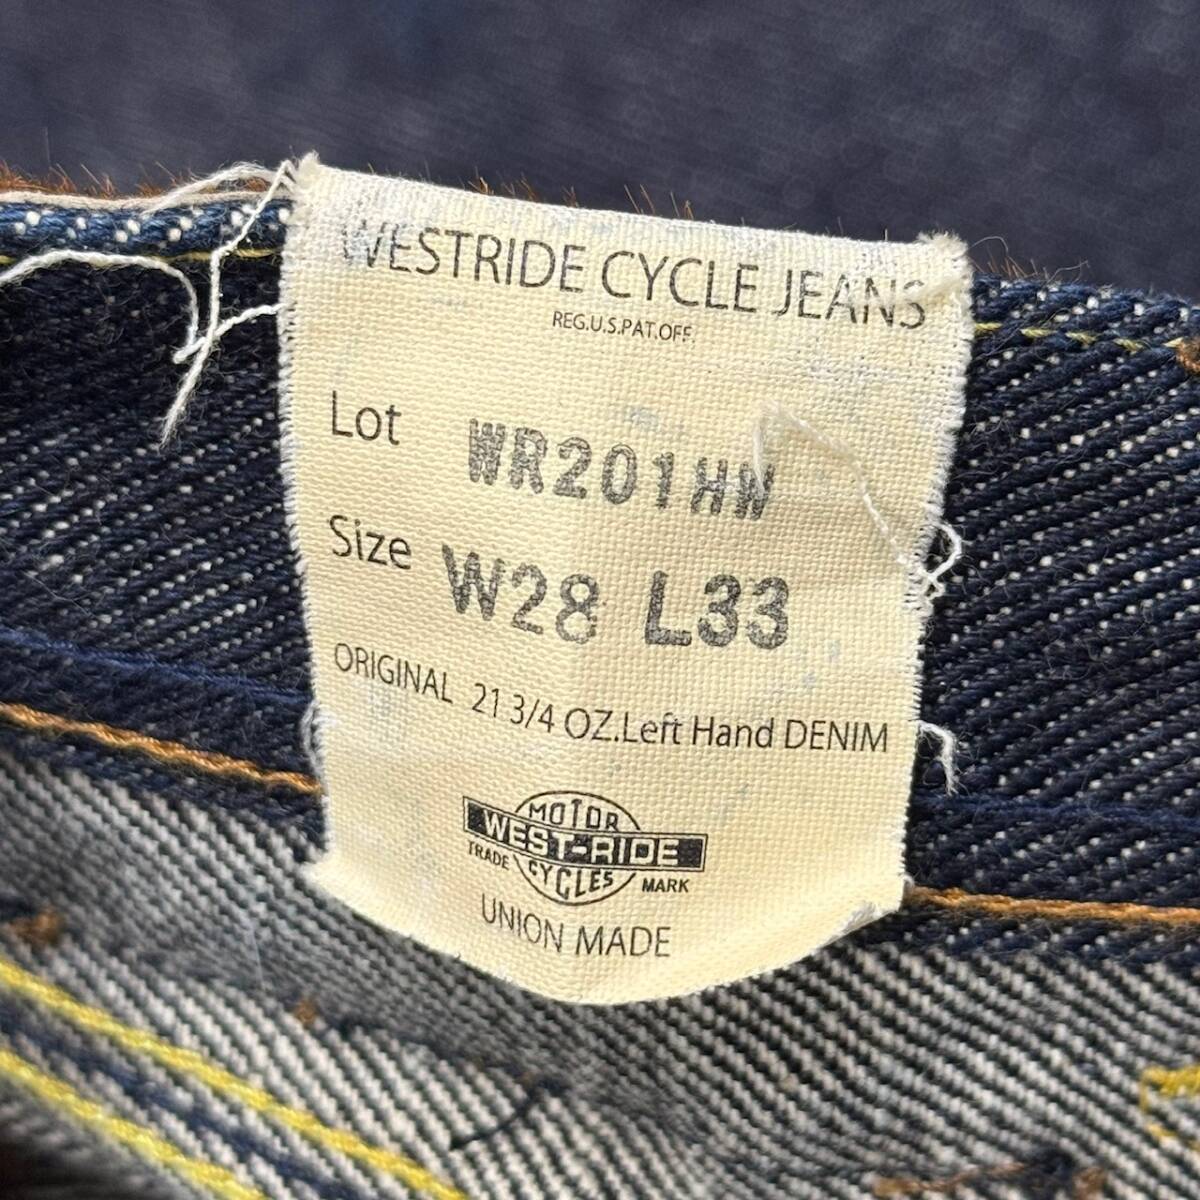 WESTRIDE CYCLE JEANS
REG.U.S.PAT.OFF.
Lot WR201HW
Size W28 L33
ORIGINAL 21 3/4 OZ.Left Hand DENIM
MOTOR
WEST-RIDE
TRADE CYCLES MARK
UNION MADE